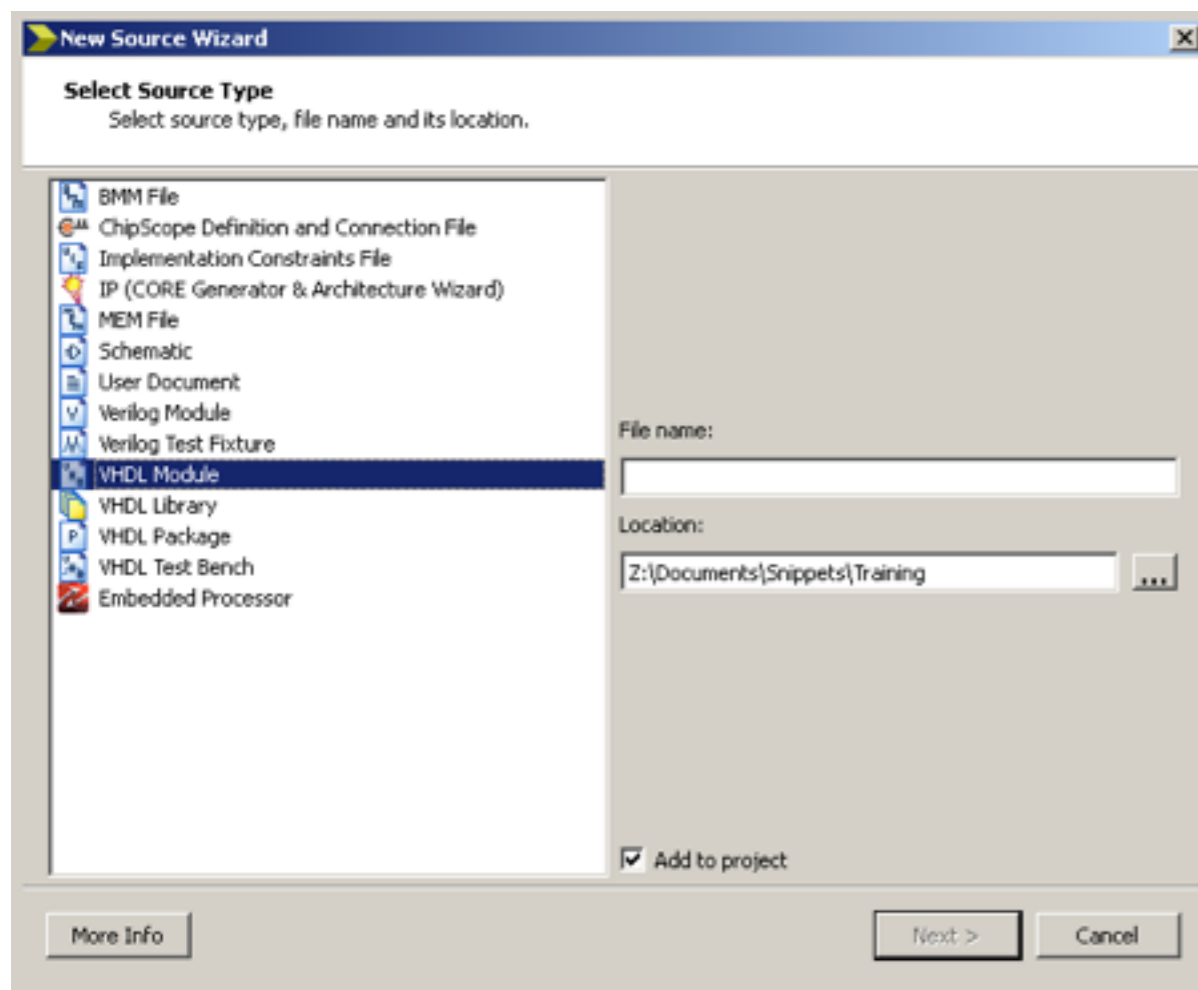 New Source Wizard
Select Source Type
Select source type, file name and its location.
BMM File
ChipScope Definition and Connection File
Implementation Constraints File
IP (CORE Generator & Architecture Wizard)
MEM File
Schematic
User Document
Verilog Module
Verilog Test Fixture
VHDL Module
VHDL Library
VHDL Package
VHDL Test Bench
Embedded Processor
File name:
Location:
Z:\Documents\Snippets\Training
...
Add to project
More Info
Next >
Cancel